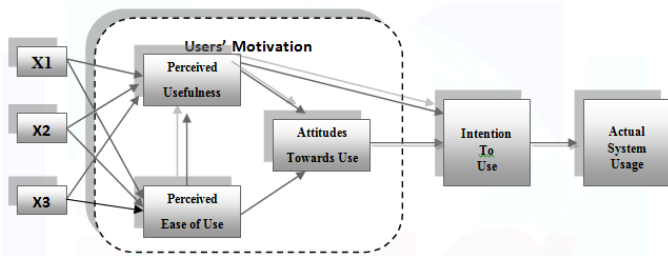 Users' Motivation
X1
X2
X3
Perceived
Usefulness
Perceived
Ease of Use
Attitudes
Towards Use
Intention
To
Use
Actual
System
Usage